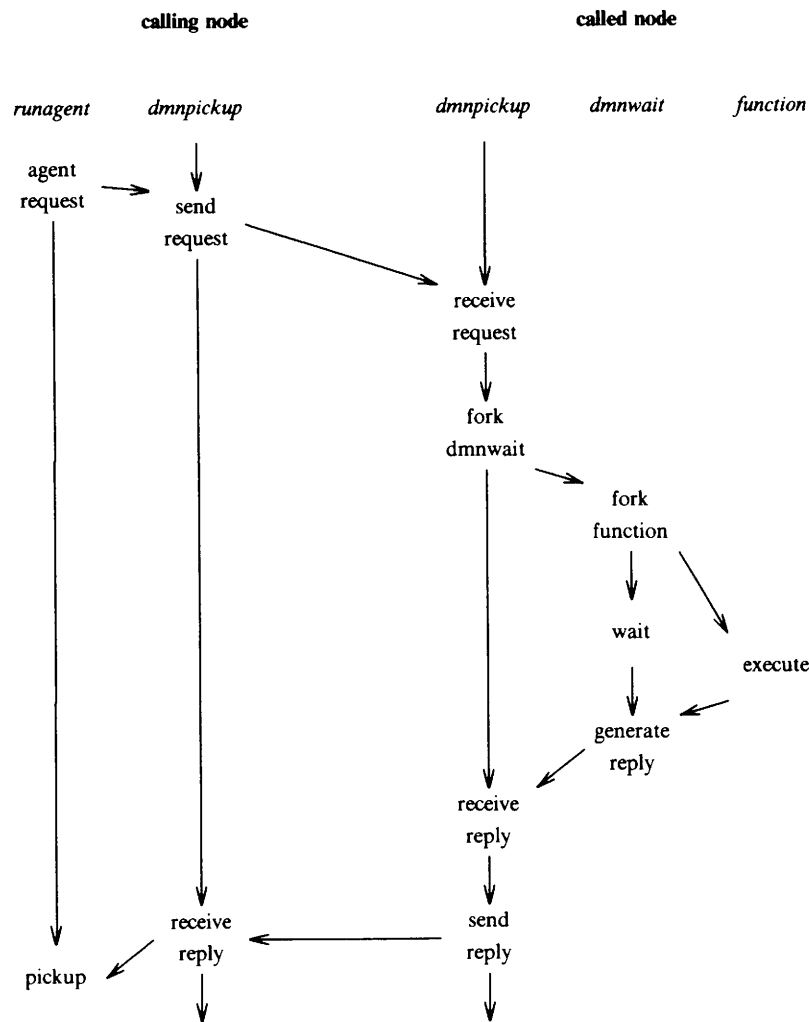 calling node
called node
runagent
dmnpickup
dmnpickup
dmnwait
function
agent
request
send
request
receive
request
fork
dmnwait
fork
function
wait
execute
generate
reply
receive
reply
receive
reply
send
reply
pickup